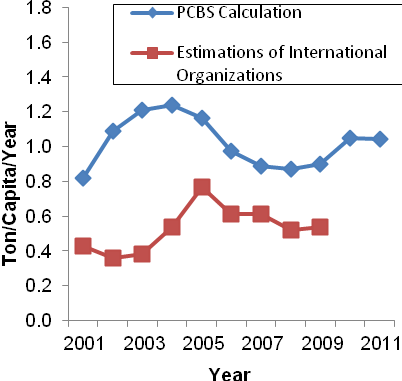 1.8
1.6
1.4
1.2
1.0
0.8
0.6
0.4
0.2
0.0
Ton/Capita/Year
PCBS Calculation
Estimations of International
Organizations
2001 2003 2005 2007 2009 2011
Year